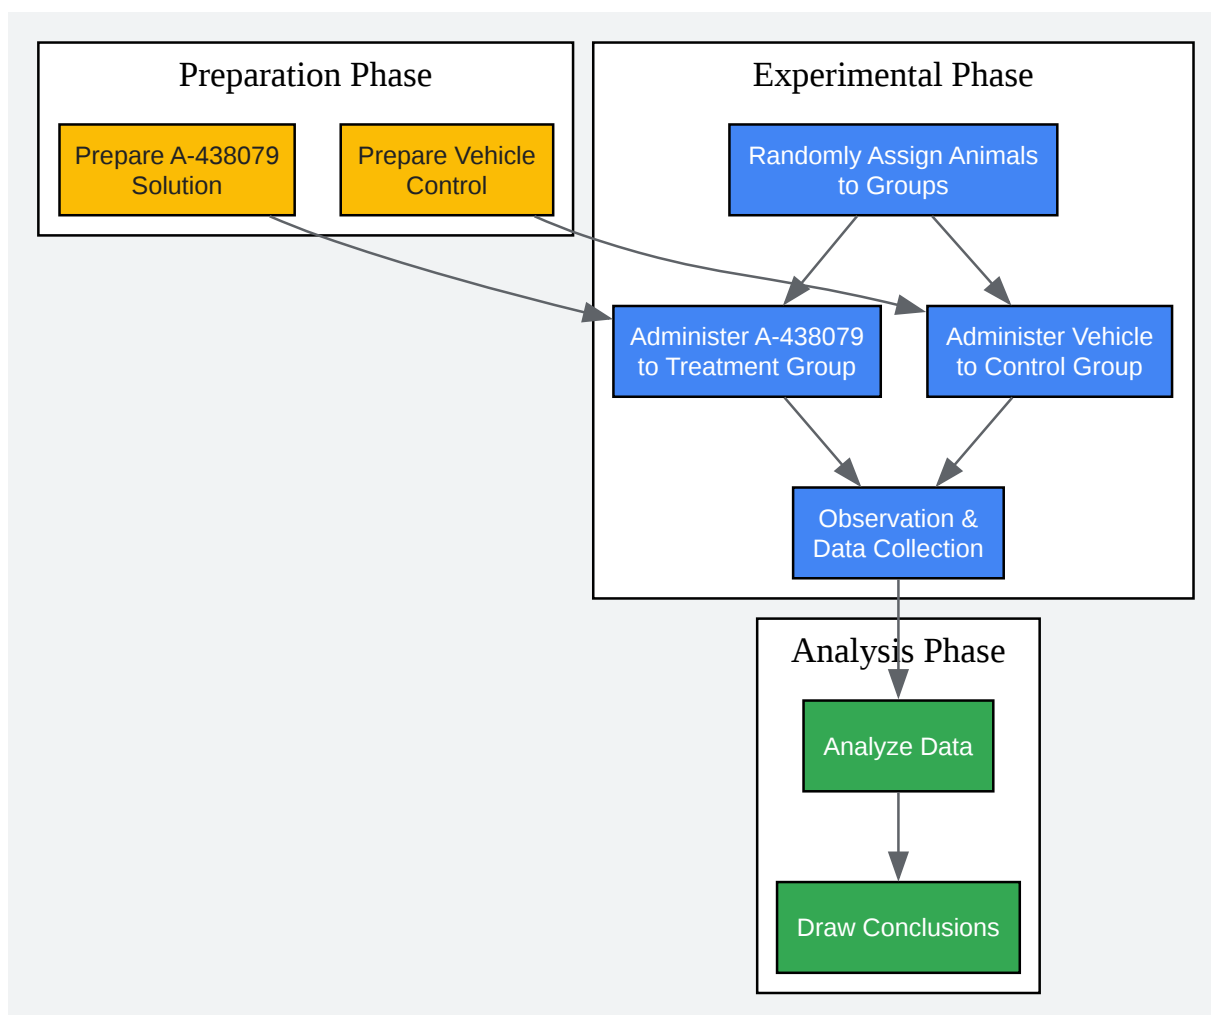 Preparation Phase
Prepare A-438079
Solution
Prepare Vehicle
Control
Experimental Phase
Randomly Assign Animals
to Groups
Administer A-438079
to Treatment Group
Administer Vehicle
to Control Group
Observation &
Data Collection
Analysis Phase
Analyze Data
Draw Conclusions